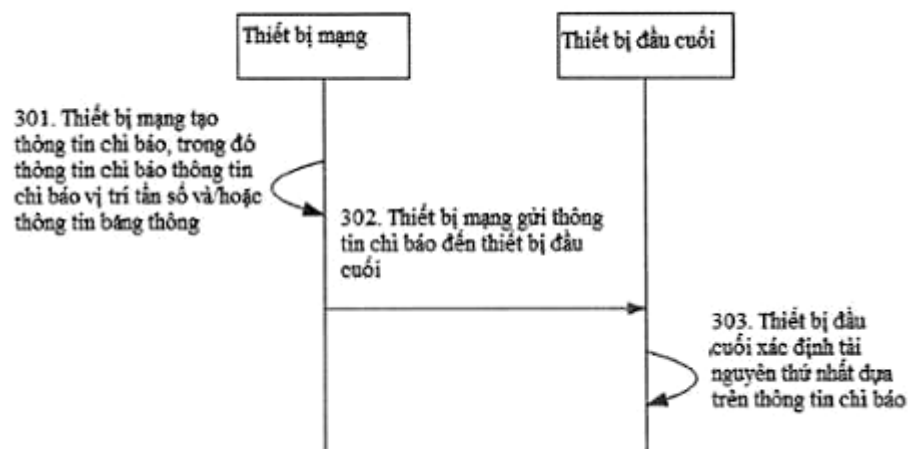 Thiết bị mạng
Thiết bị đầu cuối
301. Thiết bị mạng tạo
thông tin chỉ báo, trong đó
thông tin chỉ báo thông tin
chỉ báo vị trí tần số và/hoặc
thông tin băng thông
302. Thiết bị mạng gửi thông
tin chỉ báo đến thiết bị đầu
cuối
303. Thiết bị đầu
cuối xác định tài
nguyên thứ nhất dựa
trên thông tin chỉ báo